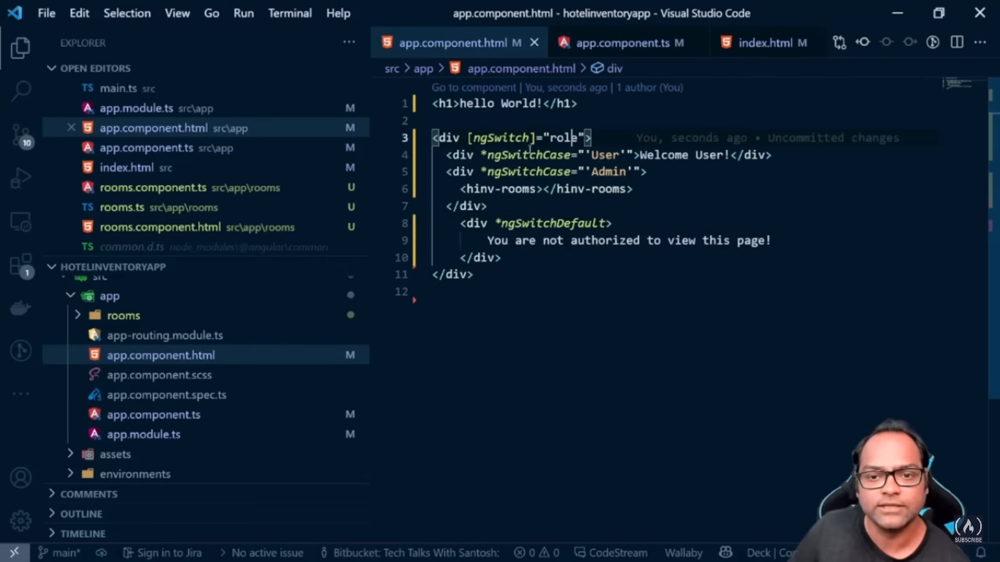 File Edit Selection View Go Run Terminal Help
app.component.html - hotelinventoryapp - Visual Studio Code
EXPLORER
OPEN EDITORS
TS main.ts src
app.module.ts src\app M
app.component.html src\app M
app.component.ts src\app M
index.html src M
rooms.component.ts src\app\rooms U
TS rooms.ts src\app\rooms U
rooms.component.html src\app\rooms U
TS common.d.ts node_modules\@angular\common
HOTELINVENTORYAPP
src
app
rooms
app-routing.module.ts
app.component.html M
app.component.scss
app.component.spec.ts
app.component.ts M
app.module.ts M
assets
environments
COMMENTS
OUTLINE
TIMELINE
10
1
app.component.html M
app.component.ts M
index.html M
src > app > app.component.html > div
Go to component | You, seconds ago | 1 author (You)
1 <h1>hello World!</h1>
2
3 <div [ngSwitch]="role"> You, seconds ago • Uncommitted changes
4 <div *ngSwitchCase="'User'">Welcome User!</div>
5 <div *ngSwitchCase="'Admin'">
6 <hinv-rooms></hinv-rooms>
7 </div>
8 <div *ngSwitchDefault>
9 You are not authorized to view this page!
10 </div>
11 </div>
12
SUBSCRIBE
main* Sign in to Jira > No active issue Bitbucket: Tech Talks With Santosh: 0 0 CodeStream Wallaby Deck